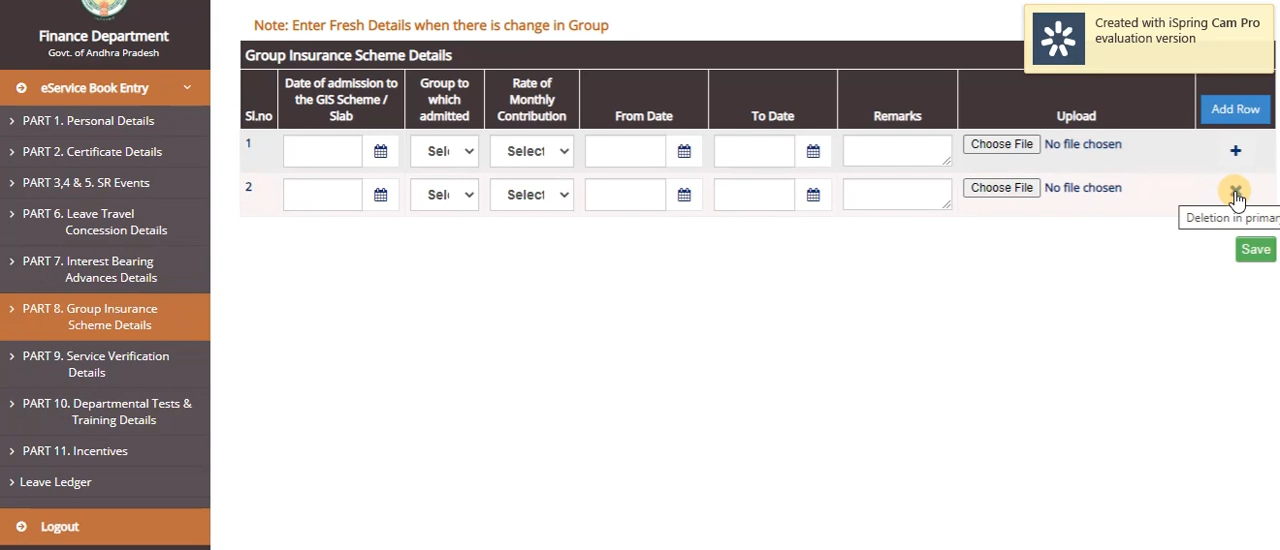 Finance Department
Govt. of Andhra Pradesh
eService Book Entry
PART 1. Personal Details
PART 2. Certificate Details
PART 3,4 & 5. SR Events
PART 6. Leave Travel
Concession Details
PART 7. Interest Bearing
Advances Details
PART 8. Group Insurance
Scheme Details
PART 9. Service Verification
Details
PART 10. Departmental Tests &
Training Details
PART 11. Incentives
Leave Ledger
Logout
Note: Enter Fresh Details when there is change in Group
Created with iSpring Cam Pro
evaluation version
Group Insurance Scheme Details
Sl.no
Date of admission to
the GIS Scheme /
Slab
Group to
which
admitted
Rate of
Monthly
Contribution
From Date
To Date
Remarks
Upload
Add Row
1
Sel
Select
Choose File No file chosen
2
Sel
Select
Choose File No file chosen
Deletion in primar
Save